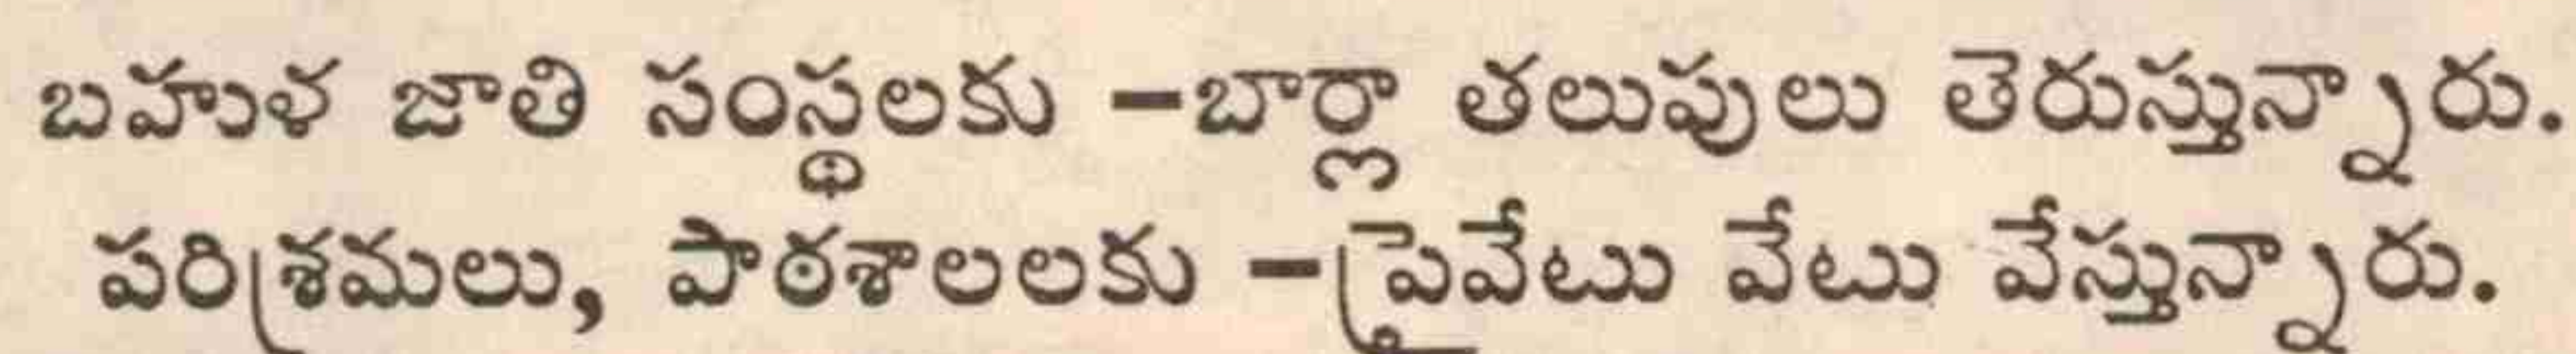 బహుళ జాతి సంస్థలకు -బార్లా తలుపులు తెరుస్తున్నారు.
పరిశ్రమలు, పాఠశాలలకు -ప్రైవేటు వేటు వేస్తున్నారు.